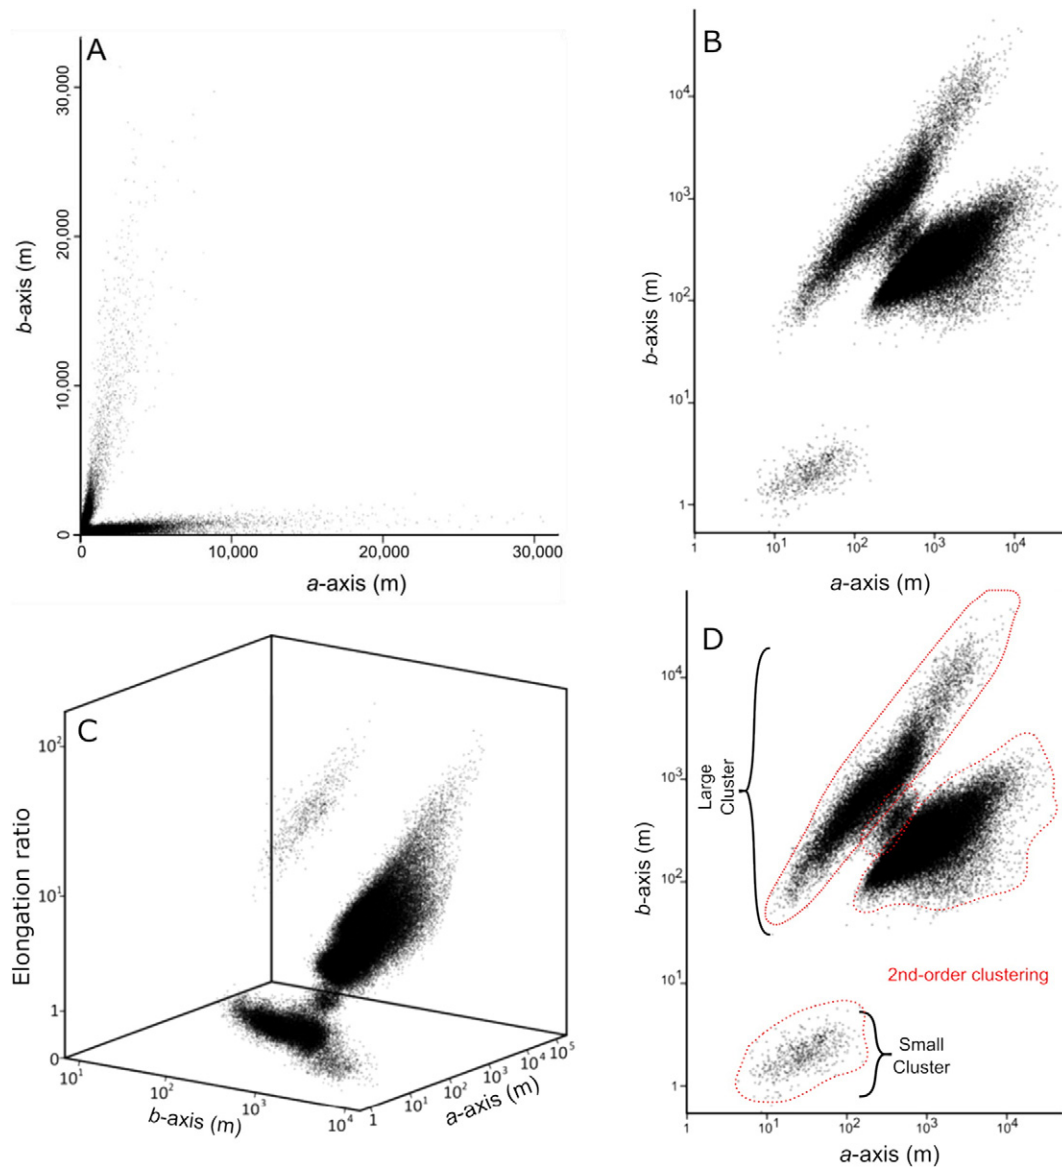 A
30,000
20,000
10,000
0
b-axis (m)
0
10,000
20,000
30,000
a-axis (m)
B
10⁴
10³
10²
10¹
1
b-axis (m)
1
10¹
10²
10³
10⁴
a-axis (m)
C
10²
10¹
1
0
Elongation ratio
10¹
10²
10³
10⁴
b-axis (m)
1
10¹
10²
10³
10⁴
10⁵
a-axis (m)
D
10⁴
10³
10²
10¹
1
b-axis (m)
Large
Cluster
2nd-order clustering
Small
Cluster
1
10¹
10²
10³
10⁴
a-axis (m)